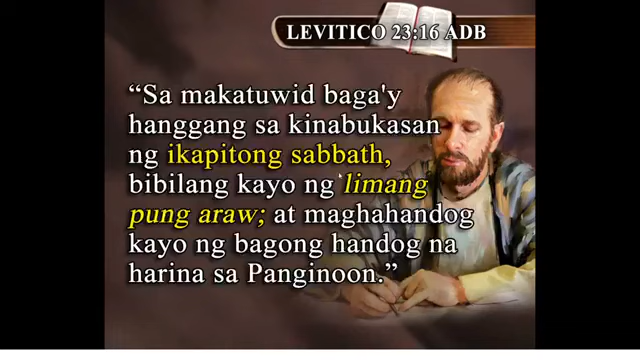 LEVITICO 23:16 ADB
“Sa makatuwid baga'y
hanggang sa kinabukasan
ng ikapitong sabbath,
bibilang kayo ng limang
pung araw; at maghahandog
kayo ng bagong handog na
harina sa Panginoon.”